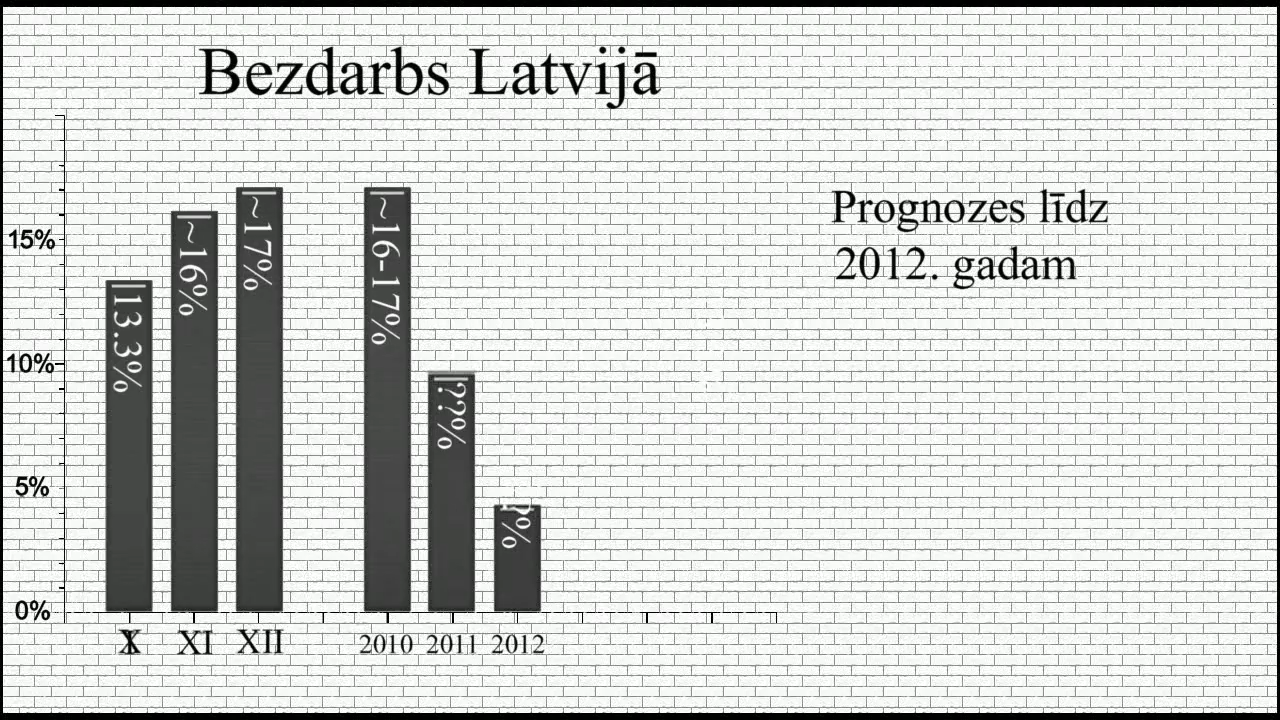 Bezdarbs Latvijā
Prognozes līdz
2012. gadam
15%
10%
5%
0%
13.3%
~16%
~17%
~16-17%
??%
X XI XII 2010 2011 2012